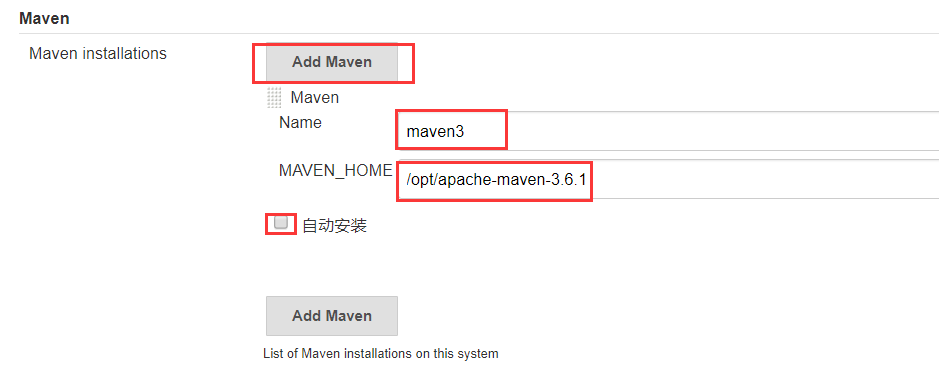 Maven
Maven installations
Add Maven
Maven
Name
maven3
MAVEN_HOME
/opt/apache-maven-3.6.1
自动安装
Add Maven
List of Maven installations on this system